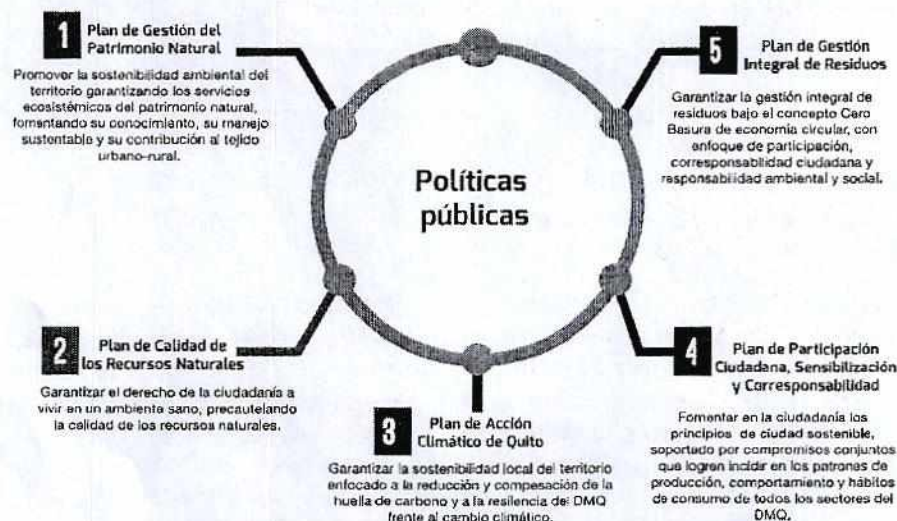 1
Plan de Gestión del
Patrimonio Natural
Promover la sostenibilidad ambiental del
territorio garantizando los servicios
ecosistémicos del patrimonio natural,
fomentando su conocimiento, su manejo
sustentable y su contribución al tejido
urbano-rural.
2
Plan de Calidad de
los Recursos Naturales
Garantizar el derecho de la ciudadanía a
vivir en un ambiente sano, precautelando
la calidad de los recursos naturales.
Políticas
públicas
3
Plan de Acción
Climático de Quito
Garantizar la sostenibilidad local del territorio
enfocado a la reducción y compesación de la
huella de carbono y a la resilencia del DMQ
frente al cambio climático.
4
Plan de Participación
Ciudadana, Sensibilización
y Corresponsabilidad
Fomentar en la ciudadanía los
principios de ciudad sostenible,
soportado por compromisos conjuntos
que logren incidir en los patrones de
producción, comportamiento y hábitos
de consumo de todos los sectores del
DMQ.
5
Plan de Gestión
Integral de Residuos
Garantizar la gestión integral de
residuos bajo el concepto Cero
Basura de economía circular, con
enfoque de participación,
corresponsabilidad ciudadana y
responsabilidad ambiental y social.